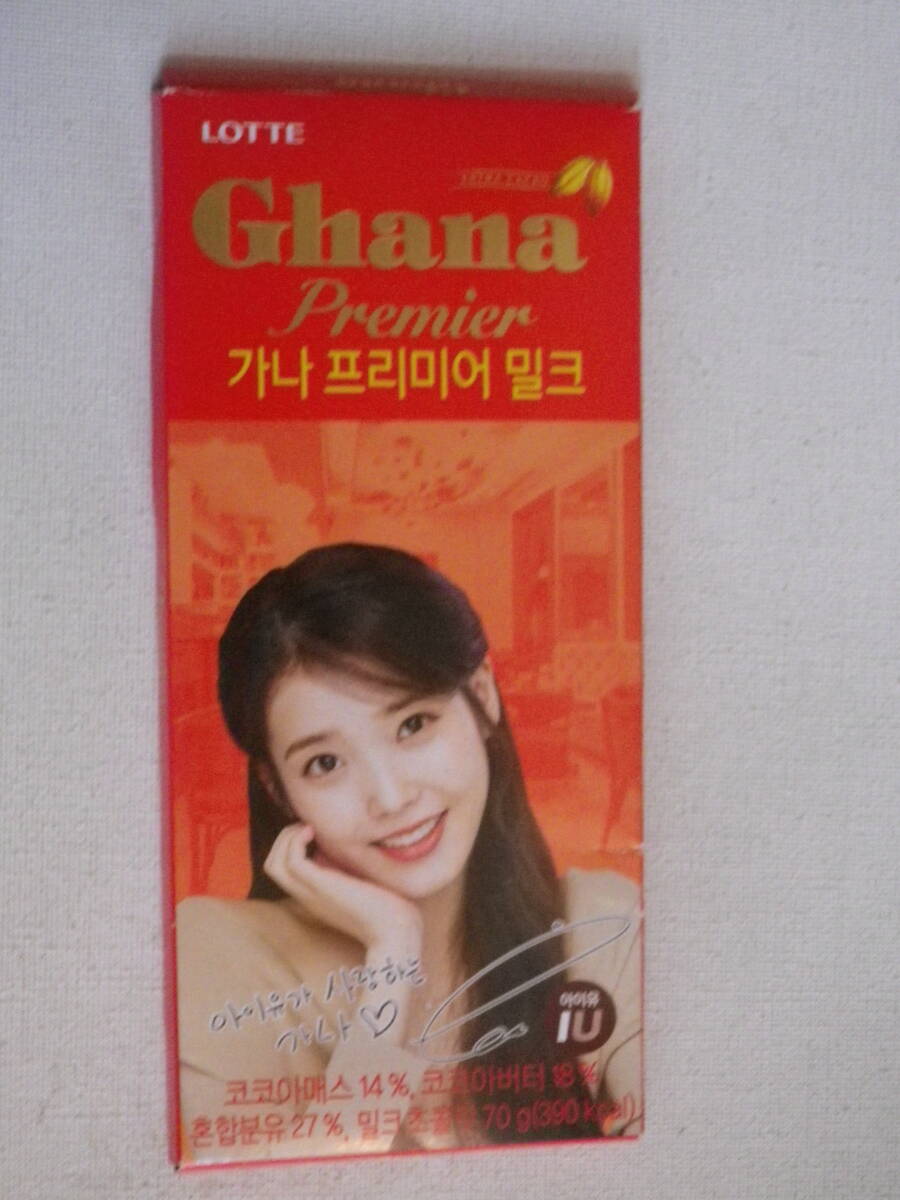 LOTTE
Ghana
Premier
가나 프리미어 밀크
아이유가 사랑하는
가나
아이유
IU
코코아매스 14%, 코코아버터 18%
혼합분유 27%, 밀크초콜릿 70 g(390 kcal)